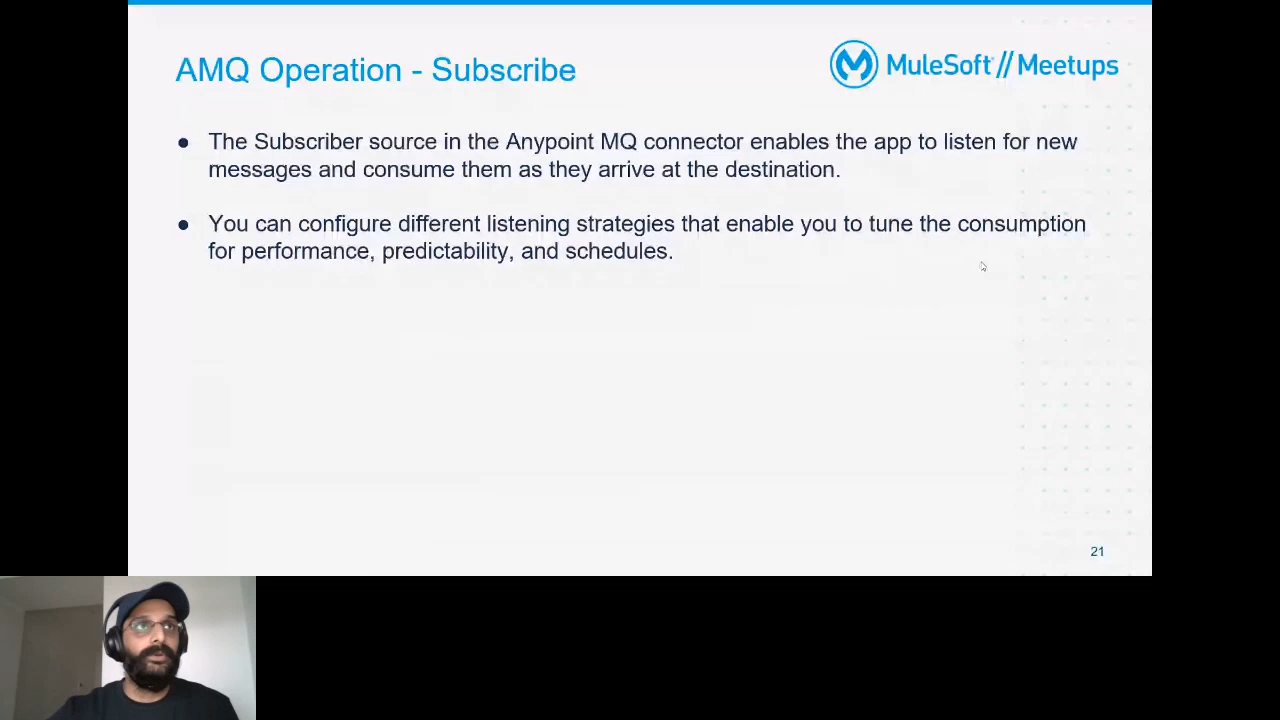 AMQ Operation - Subscribe
MuleSoft // Meetups
● The Subscriber source in the Anypoint MQ connector enables the app to listen for new
messages and consume them as they arrive at the destination.
● You can configure different listening strategies that enable you to tune the consumption
for performance, predictability, and schedules.
21